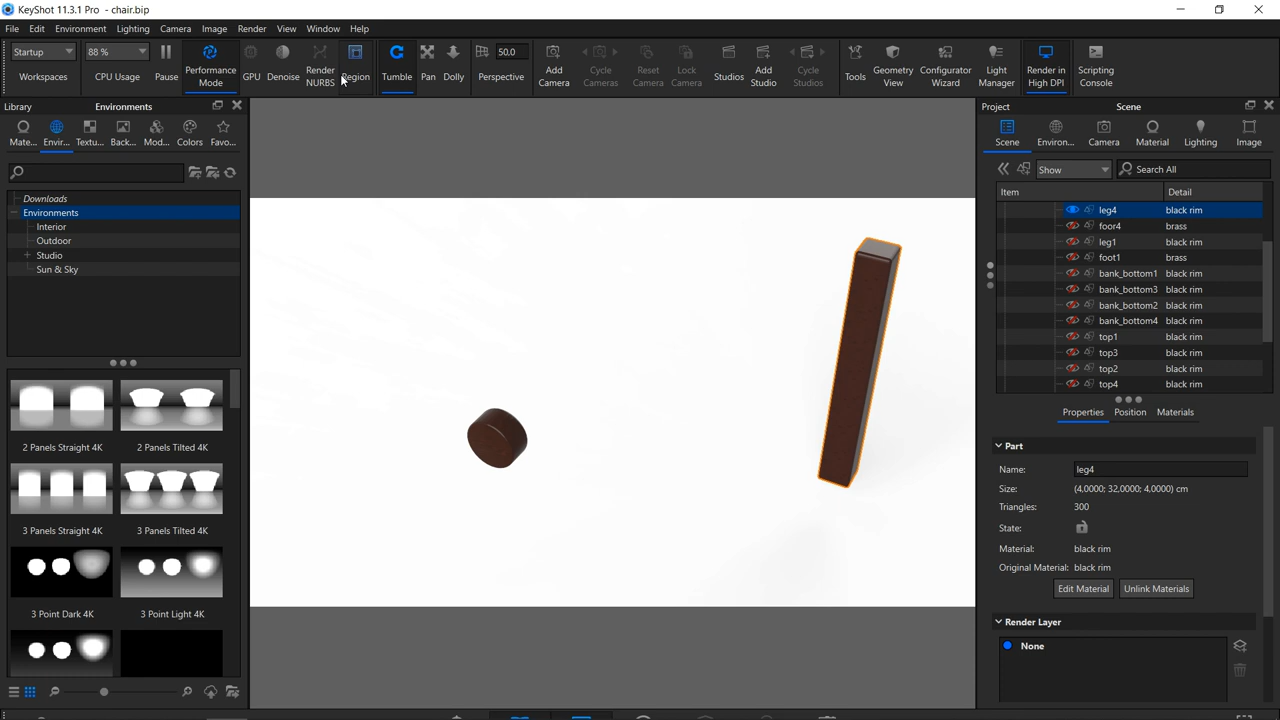 KeyShot 11.3.1 Pro - chair.bip
File Edit Environment Lighting Camera Image Render View Window Help
Startup 88 % 50.0
Workspaces CPU Usage Pause Performance Mode GPU Denoise Render NURBS Region Tumble Pan Dolly Perspective Add Camera Cycle Cameras Reset Camera Lock Camera Studios Add Studio Cycle Studios Tools Geometry View Configurator Wizard Light Manager Render in High DPI Scripting Console
Library Environments
Mate... Envir... Textu... Back... Mod... Colors Favo...
Downloads
Environments
Interior
Outdoor
Studio
Sun & Sky
2 Panels Straight 4K 2 Panels Tilted 4K
3 Panels Straight 4K 3 Panels Tilted 4K
3 Point Dark 4K 3 Point Light 4K
Project Scene
Scene Environ... Camera Material Lighting Image
Show Search All
Item Detail
leg4 black rim
foor4 brass
leg1 black rim
foot1 brass
bank_bottom1 black rim
bank_bottom3 black rim
bank_bottom2 black rim
bank_bottom4 black rim
top1 black rim
top3 black rim
top2 black rim
top4 black rim
Properties Position Materials
Part
Name: leg4
Size: (4,0000; 32,0000; 4,0000) cm
Triangles: 300
State:
Material: black rim
Original Material: black rim
Edit Material Unlink Materials
Render Layer
None